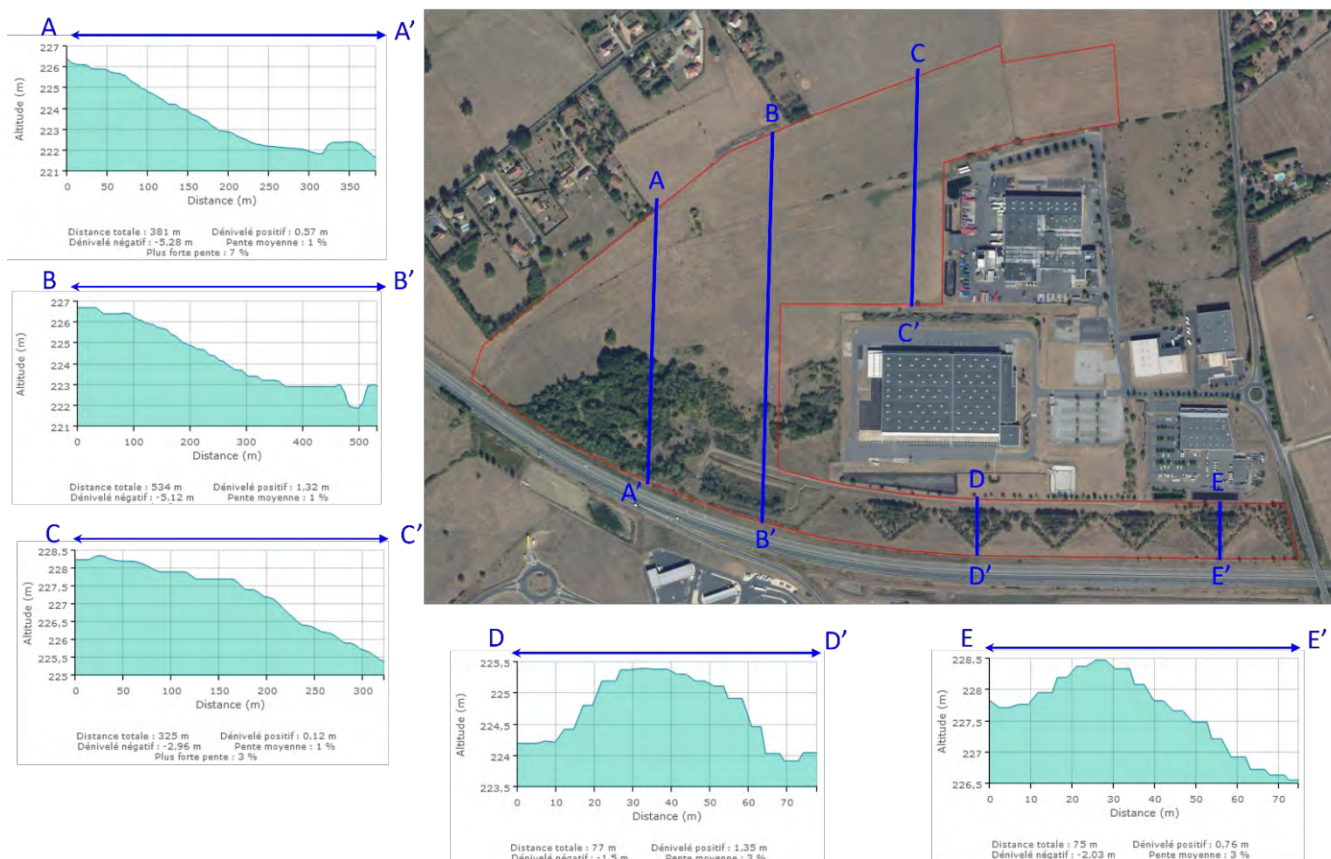 A A'
227
226
225
224
223
222
221
Altitude (m)
0 50 100 150 200 250 300 350
Distance (m)
Distance totale : 381 m Dénivelé positif : 0,57 m
Dénivelé négatif : -5,28 m Pente moyenne : 1 %
Plus forte pente : 7 %
B B'
227
226
225
224
223
222
221
Altitude (m)
0 100 200 300 400 500
Distance (m)
Distance totale : 534 m Dénivelé positif : 1,32 m
Dénivelé négatif : -5,12 m Pente moyenne : 1 %
C C'
228,5
228
227,5
227
226,5
226
225,5
225
Altitude (m)
0 50 100 150 200 250 300
Distance (m)
Distance totale : 325 m Dénivelé positif : 0,12 m
Dénivelé négatif : -2,96 m Pente moyenne : 1 %
Plus forte pente : 3 %
C
B
A
C'
A'
B'
D
E
D'
E'
D D'
225,5
225
224,5
224
223,5
Altitude (m)
0 10 20 30 40 50 60 70
Distance (m)
Distance totale : 77 m Dénivelé positif : 1,35 m
Dénivelé négatif : -1,5 m Pente moyenne : 3 %
E E'
228,5
228
227,5
227
226,5
Altitude (m)
0 10 20 30 40 50 60 70
Distance (m)
Distance totale : 75 m Dénivelé positif : 0,76 m
Dénivelé négatif : -2,03 m Pente moyenne : 3 %